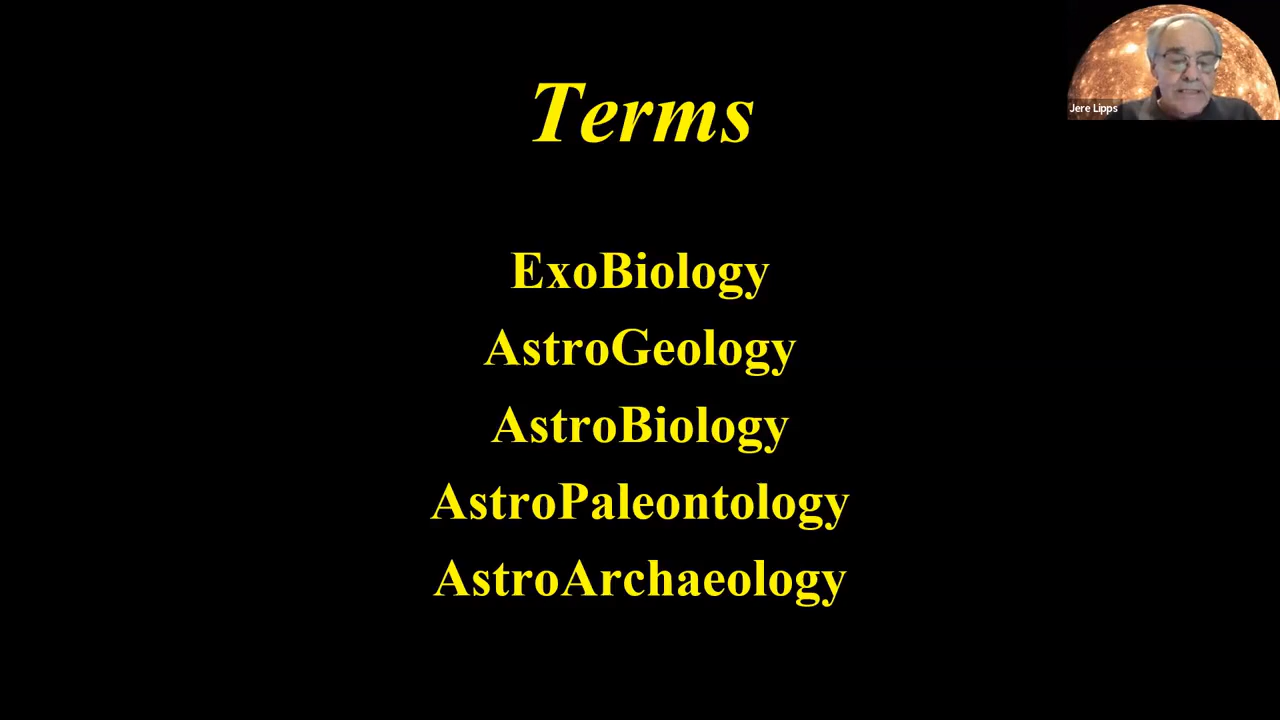 Terms
Jere Lipps
ExoBiology
AstroGeology
AstroBiology
AstroPaleontology
AstroArchaeology